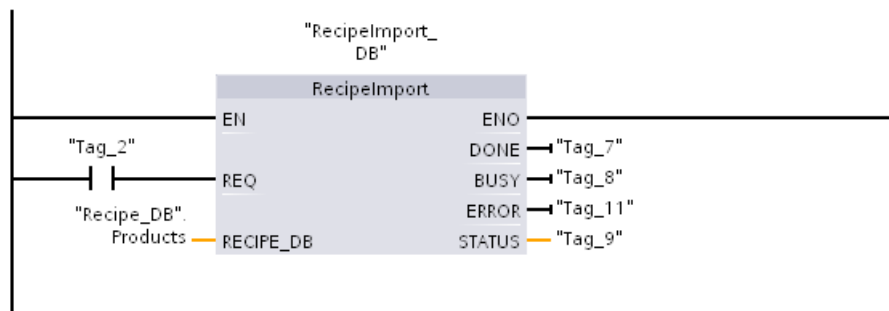 "RecipeImport_
DB"
RecipeImport
EN ENO
"Tag_2" DONE "Tag_7"
REQ BUSY "Tag_8"
"Recipe_DB". ERROR "Tag_11"
Products RECIPE_DB STATUS "Tag_9"